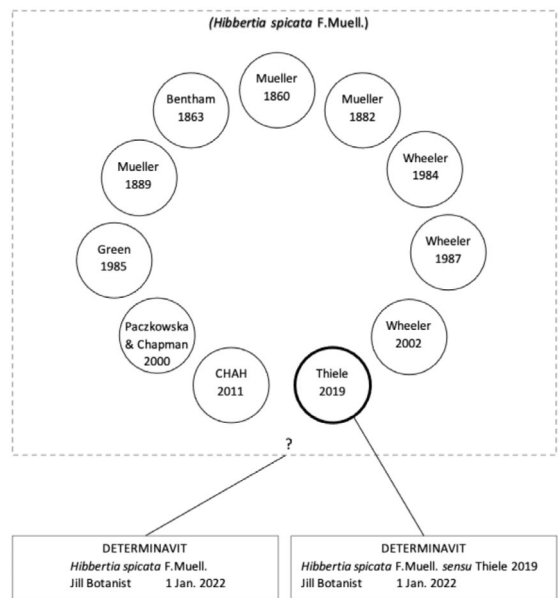 (Hibbertia spicata F.Muell.)
Mueller
1860
Bentham
1863
Mueller
1882
Mueller
1889
Wheeler
1984
Green
1985
Wheeler
1987
Paczkowska
& Chapman
2000
Wheeler
2002
CHAH
2011
Thiele
2019
?
DETERMINAVIT
Hibbertia spicata F.Muell.
Jill Botanist 1 Jan. 2022
DETERMINAVIT
Hibbertia spicata F.Muell. sensu Thiele 2019
Jill Botanist 1 Jan. 2022